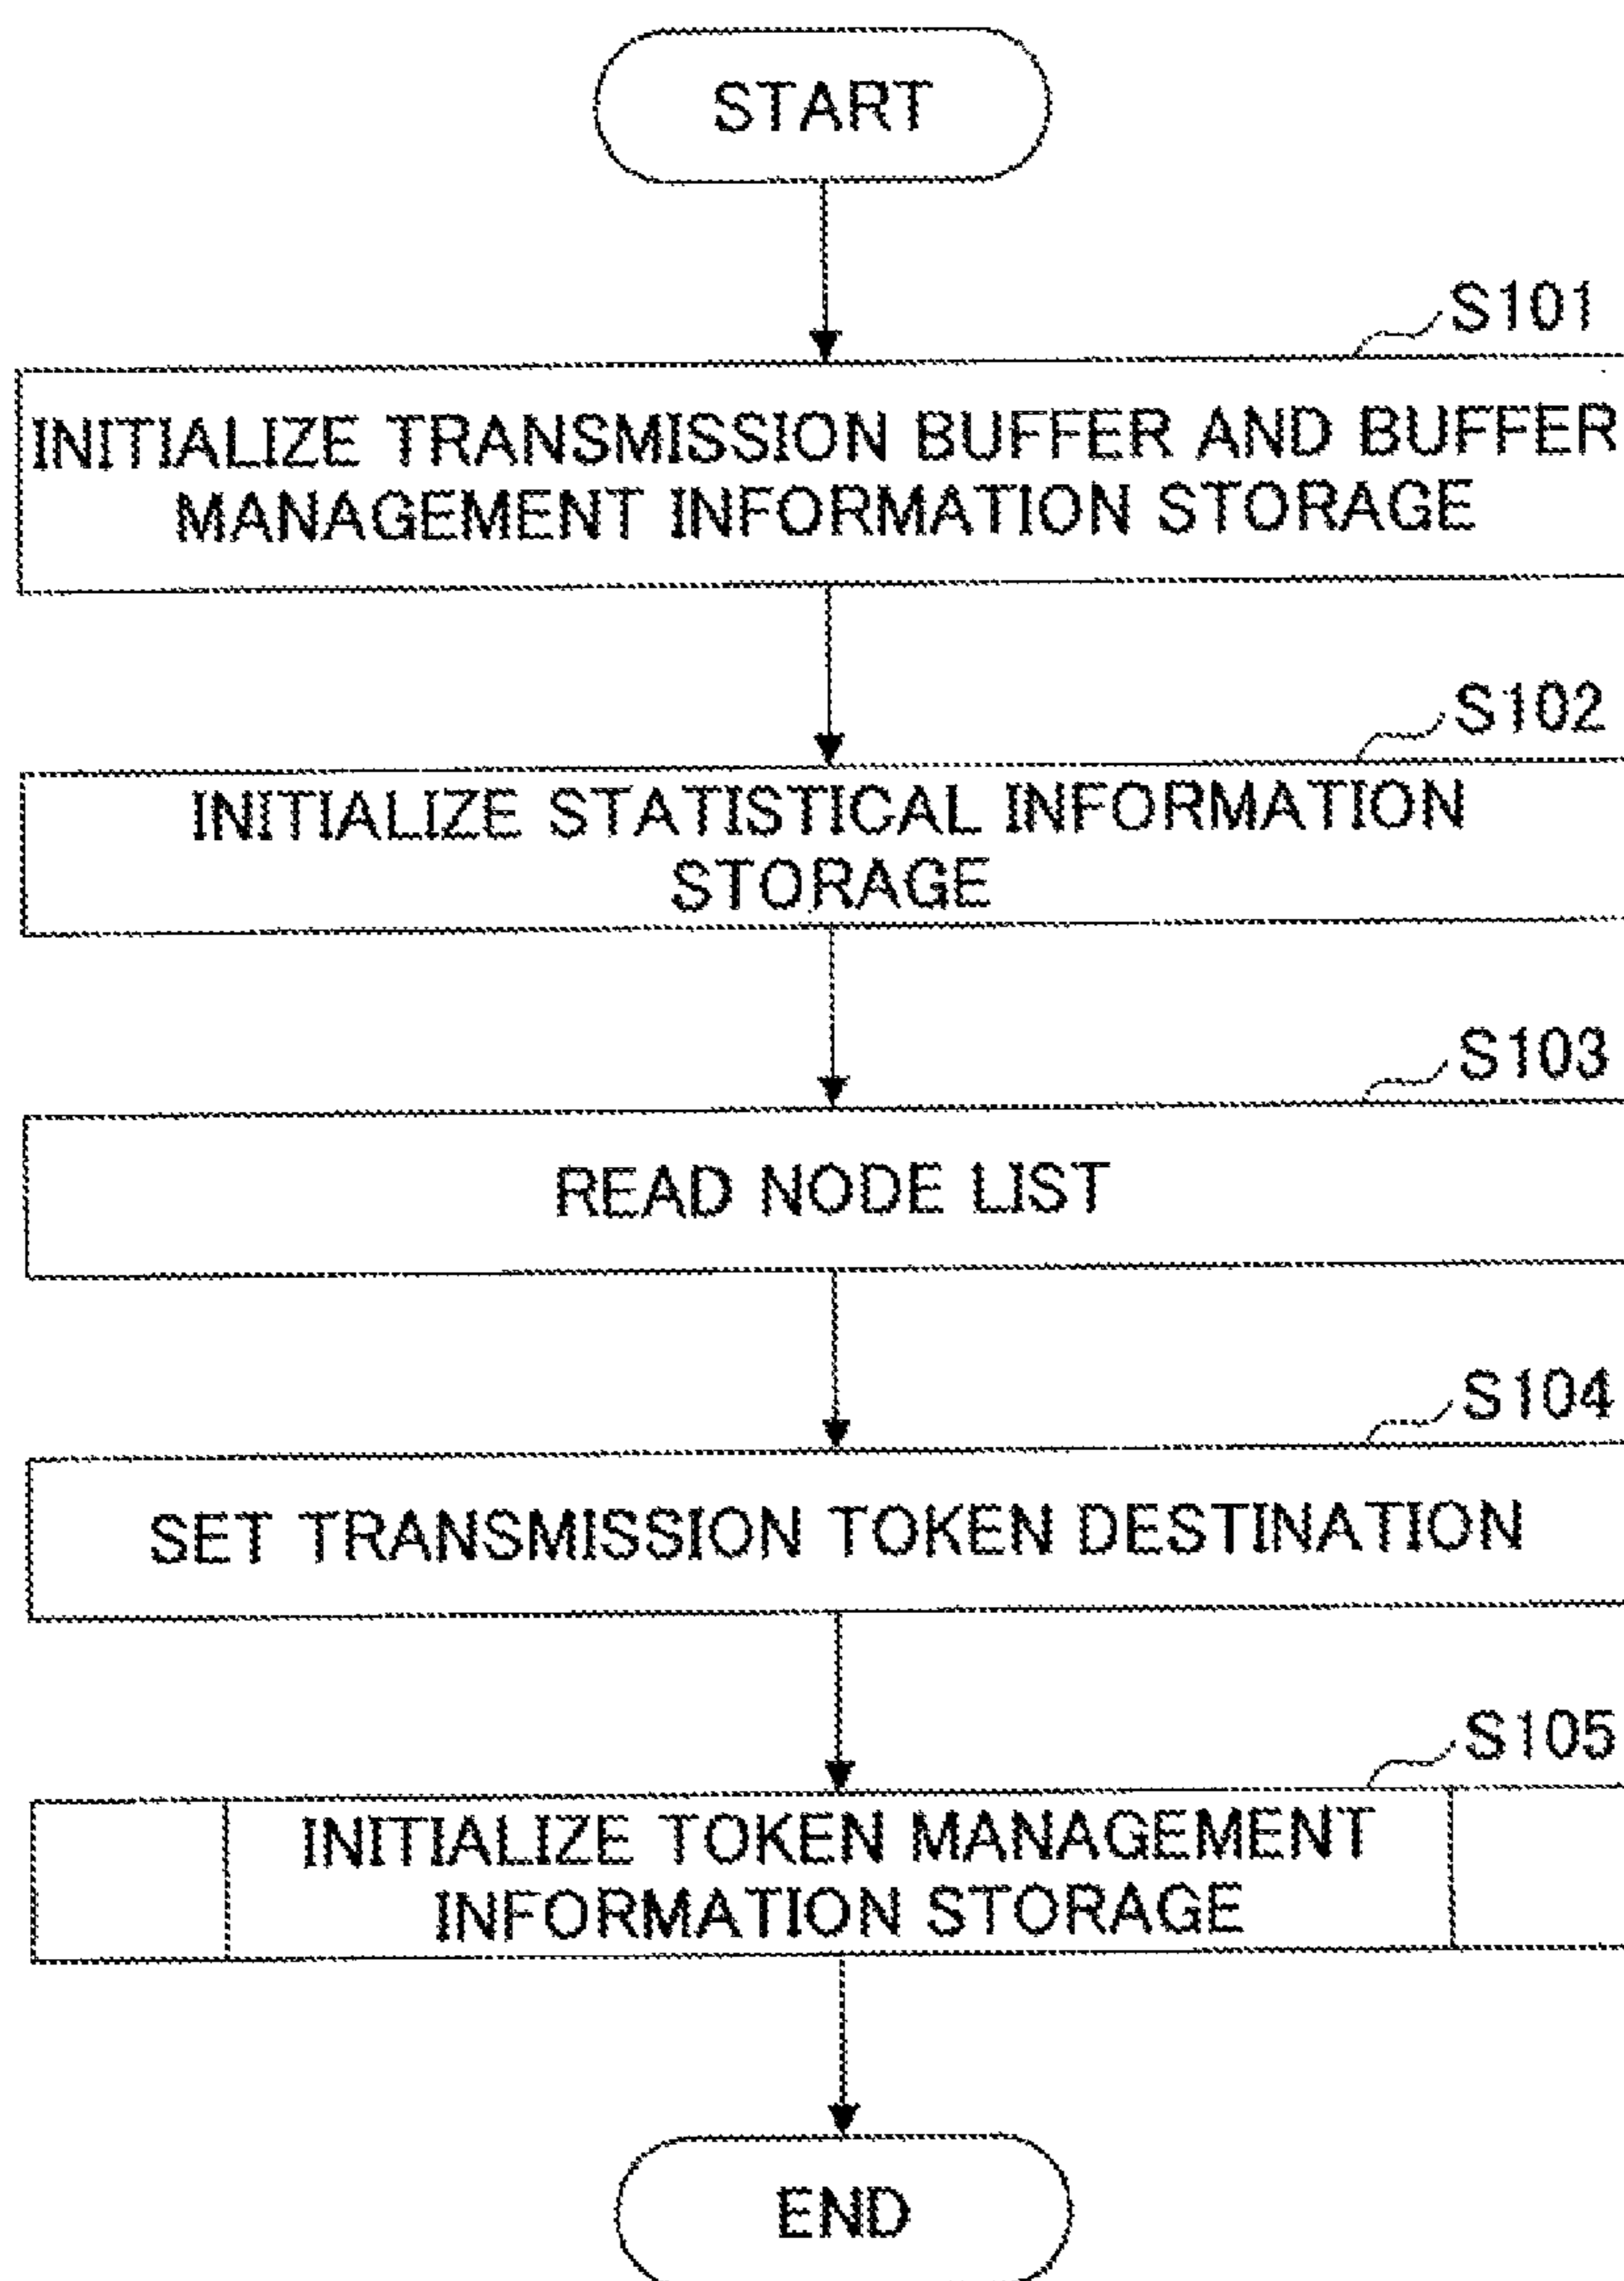 START
S101
INITIALIZE TRANSMISSION BUFFER AND BUFFER
MANAGEMENT INFORMATION STORAGE
S102
INITIALIZE STATISTICAL INFORMATION
STORAGE
S103
READ NODE LIST
S104
SET TRANSMISSION TOKEN DESTINATION
S105
INITIALIZE TOKEN MANAGEMENT
INFORMATION STORAGE
END